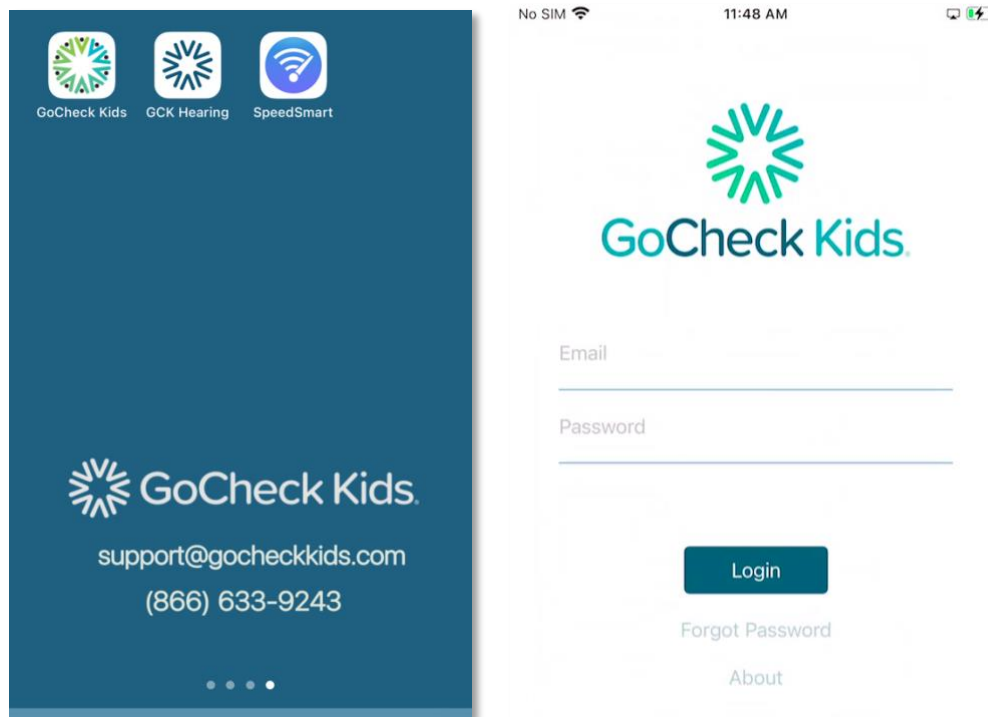 GoCheck Kids GCK Hearing SpeedSmart
GoCheck Kids.
support@gocheckkids.com
(866) 633-9243
No SIM 11:48 AM
GoCheck Kids.
Email
Password
Login
Forgot Password
About